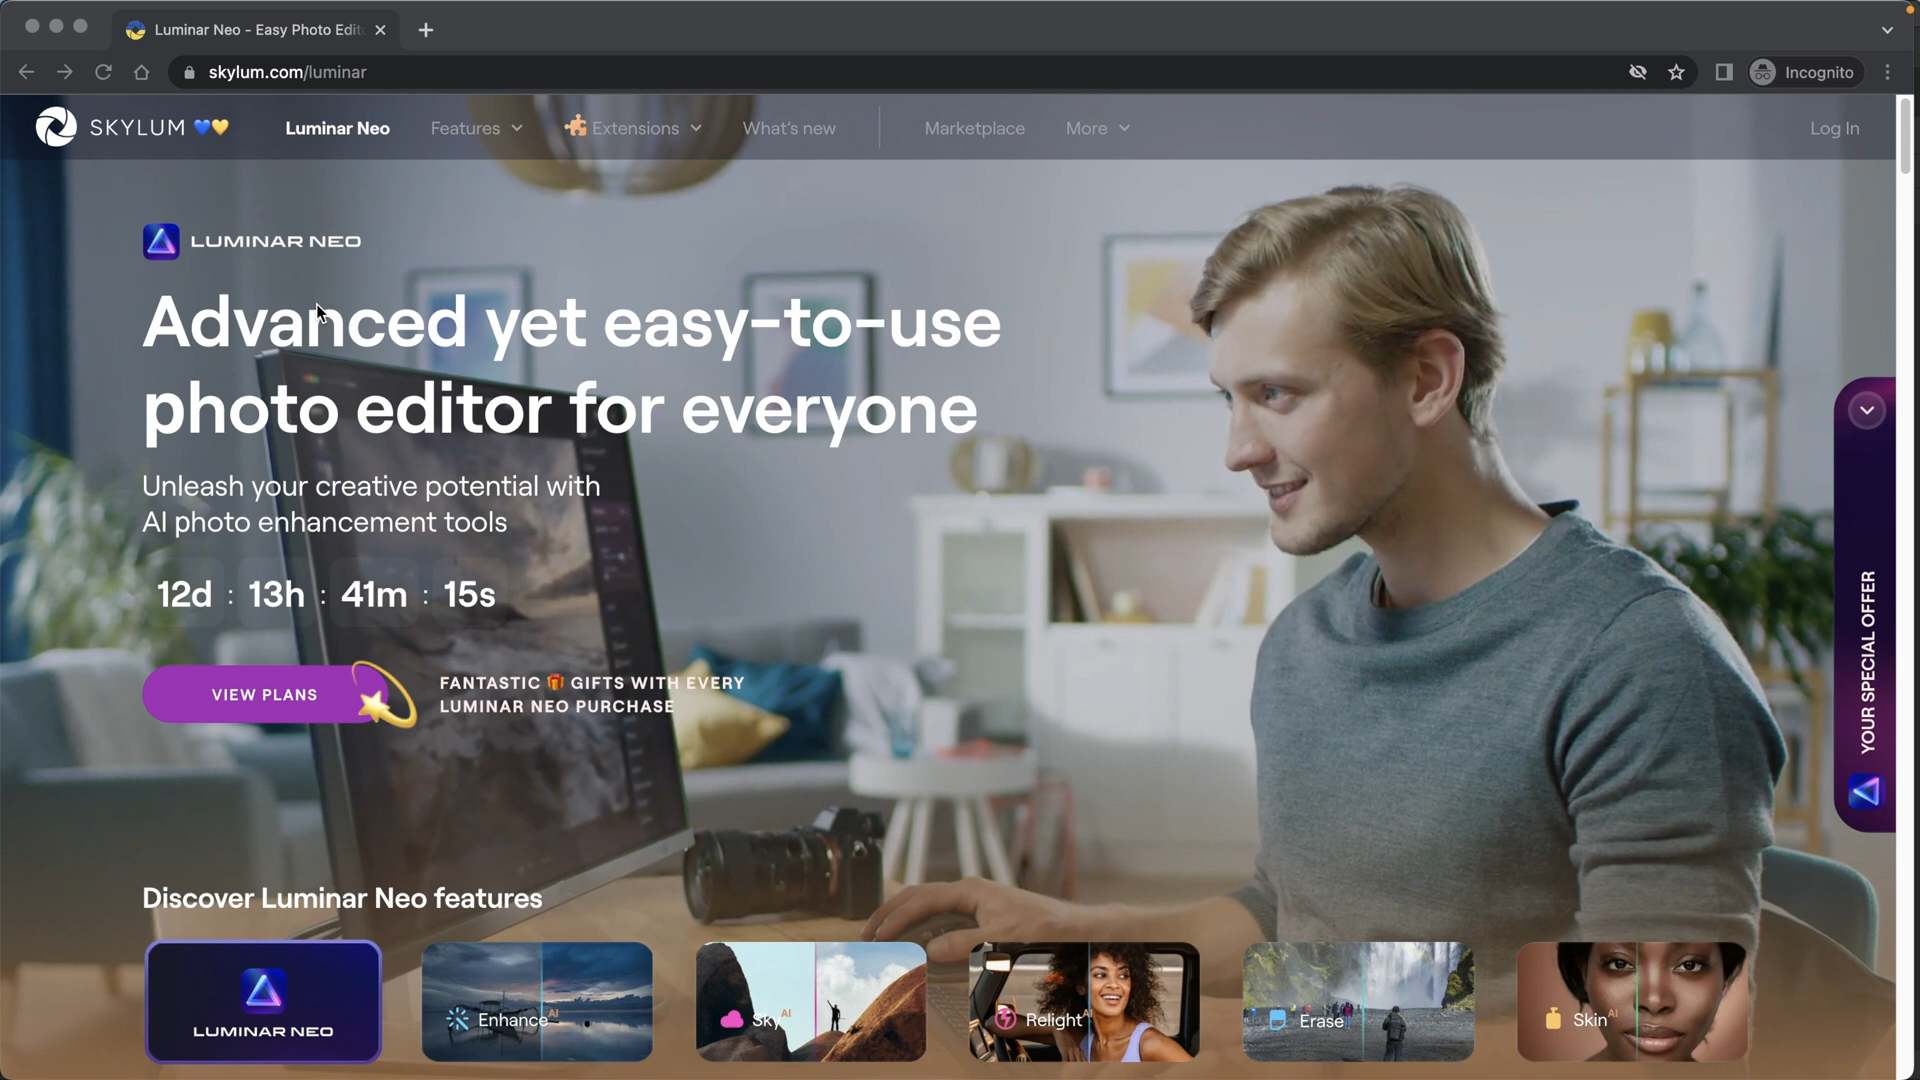 Luminar Neo - Easy Photo Edit
skylum.com/luminar
Incognito
SKYLUM
Luminar Neo
Features
Extensions
What's new
Marketplace
More
Log In
LUMINAR NEO
Advanced yet easy-to-use
photo editor for everyone
Unleash your creative potential with
AI photo enhancement tools
12d : 13h : 41m : 15s
VIEW PLANS
FANTASTIC 🎁 GIFTS WITH EVERY
LUMINAR NEO PURCHASE
YOUR SPECIAL OFFER
Discover Luminar Neo features
LUMINAR NEO
Enhance AI
Sky AI
Relight AI
Erase
Skin AI